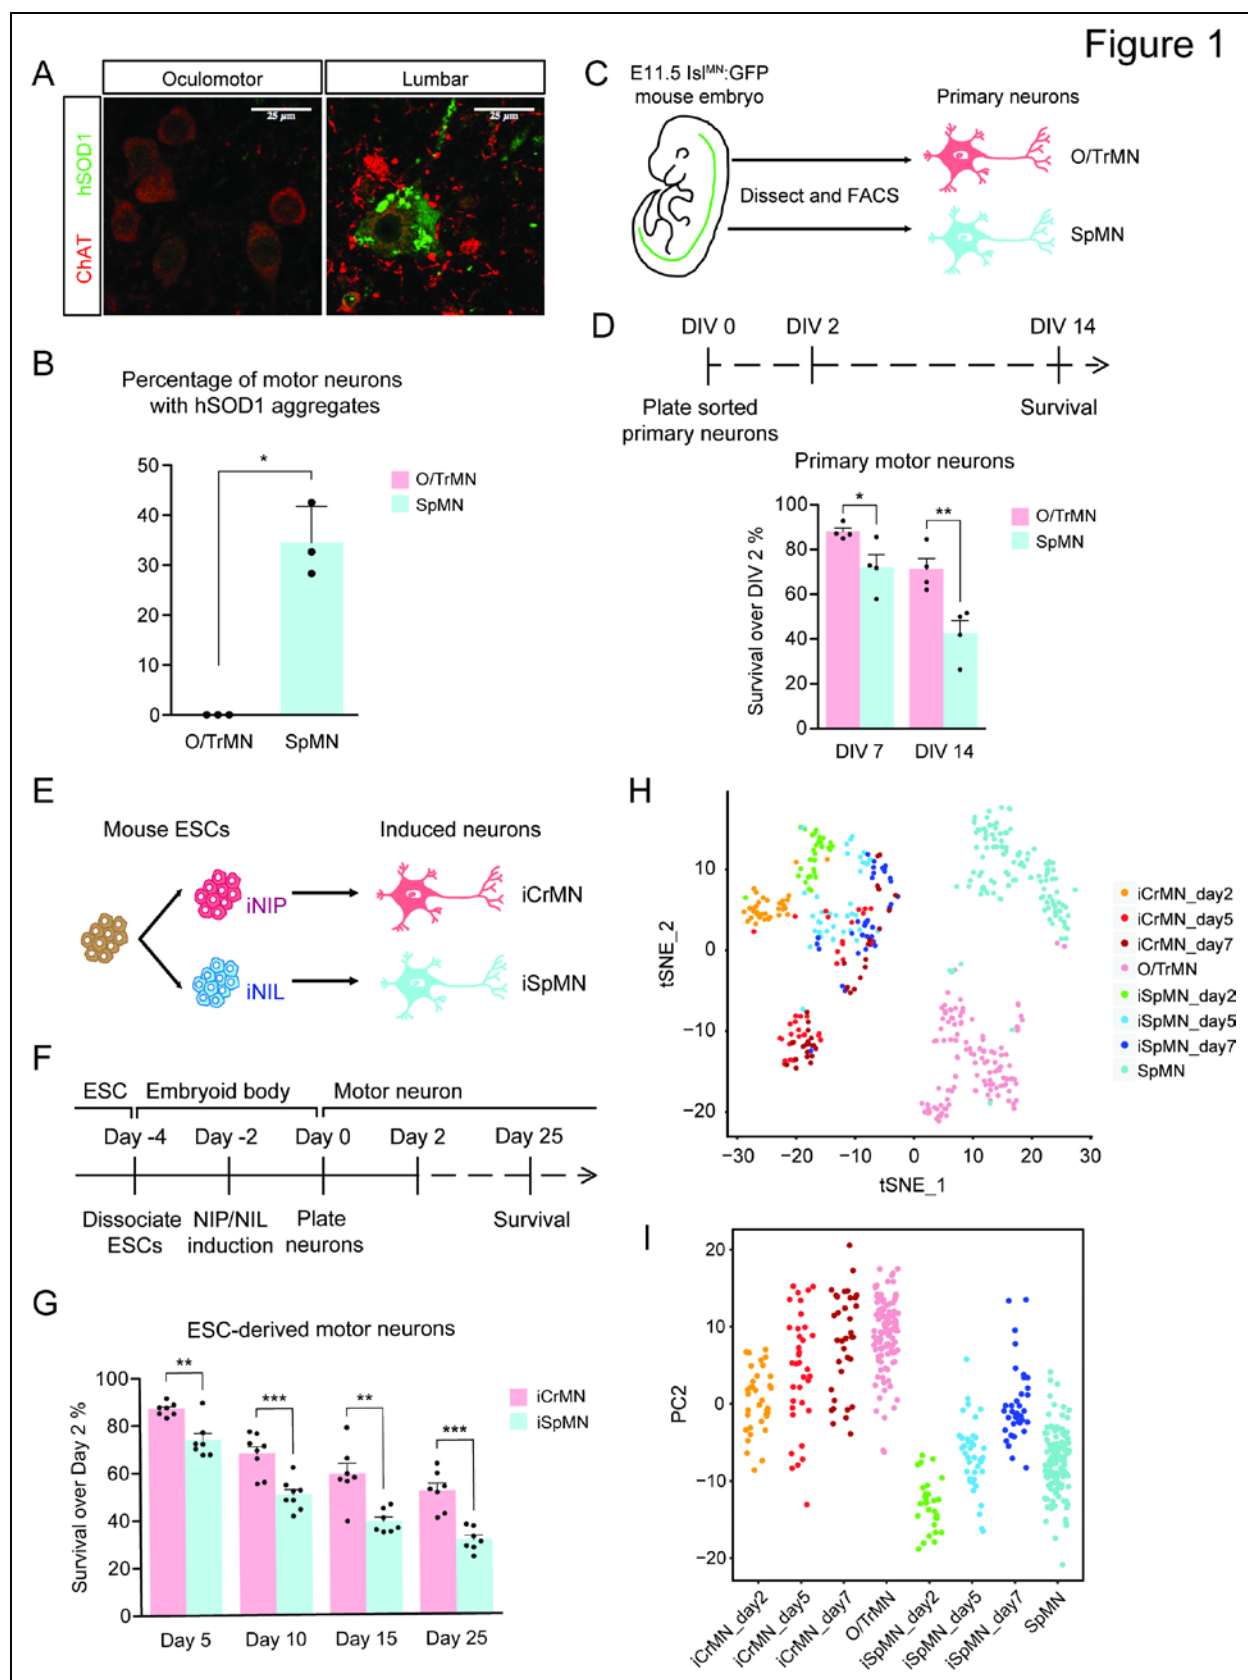 Figure 1
A
Oculomotor
Lumbar
hSOD1
ChAT
25 µm
25 µm
B
Percentage of motor neurons
with hSOD1 aggregates
50
40
30
20
10
0
*
O/TrMN
SpMN
O/TrMN
SpMN
C
E11.5 Isl^MN:GFP
mouse embryo
Primary neurons
O/TrMN
Dissect and FACS
SpMN
D
DIV 0
DIV 2
DIV 14
Plate sorted
primary neurons
Survival
Primary motor neurons
Survival over DIV 2 %
100
80
60
40
80
0
*
**
O/TrMN
SpMN
DIV 7
DIV 14
E
Mouse ESCs
Induced neurons
iNIP
iCrMN
iNIL
iSpMN
F
ESC
Embryoid body
Motor neuron
Day -4
Day -2
Day 0
Day 2
Day 25
Dissociate
ESCs
NIP/NIL
induction
Plate
neurons
Survival
G
ESC-derived motor neurons
Survival over Day 2 %
100
80
60
40
20
0
**
***
**
***
iCrMN
iSpMN
Day 5
Day 10
Day 15
Day 25
H
tSNE_2
10
0
−10
−20
−30
−20
−10
0
10
20
30
tSNE_1
iCrMN_day2
iCrMN_day5
iCrMN_day7
O/TrMN
iSpMN_day2
iSpMN_day5
iSpMN_day7
SpMN
I
PC2
20
10
0
−10
−20
iCrMN_day2
iCrMN_day5
iCrMN_day7
O/TrMN
iSpMN_day2
iSpMN_day5
iSpMN_day7
SpMN